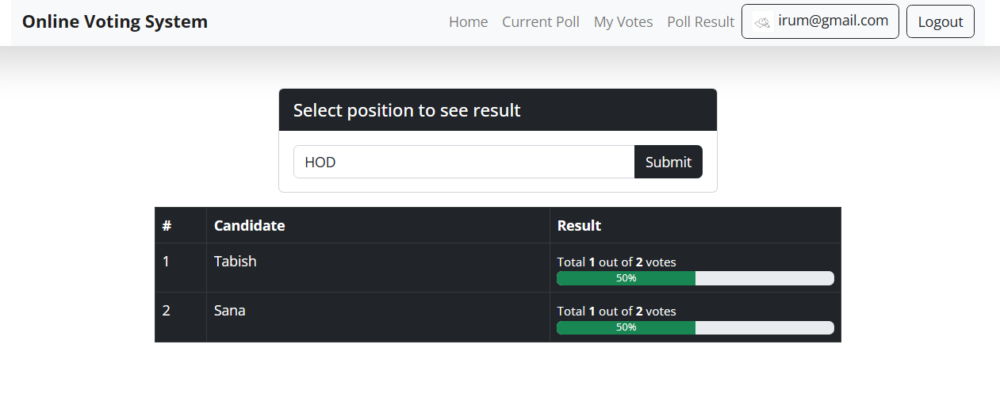 Online Voting System Home Current Poll My Votes Poll Result irum@gmail.com Logout
Select position to see result
HOD Submit
# Candidate Result
1 Tabish Total 1 out of 2 votes
50%
2 Sana Total 1 out of 2 votes
50%